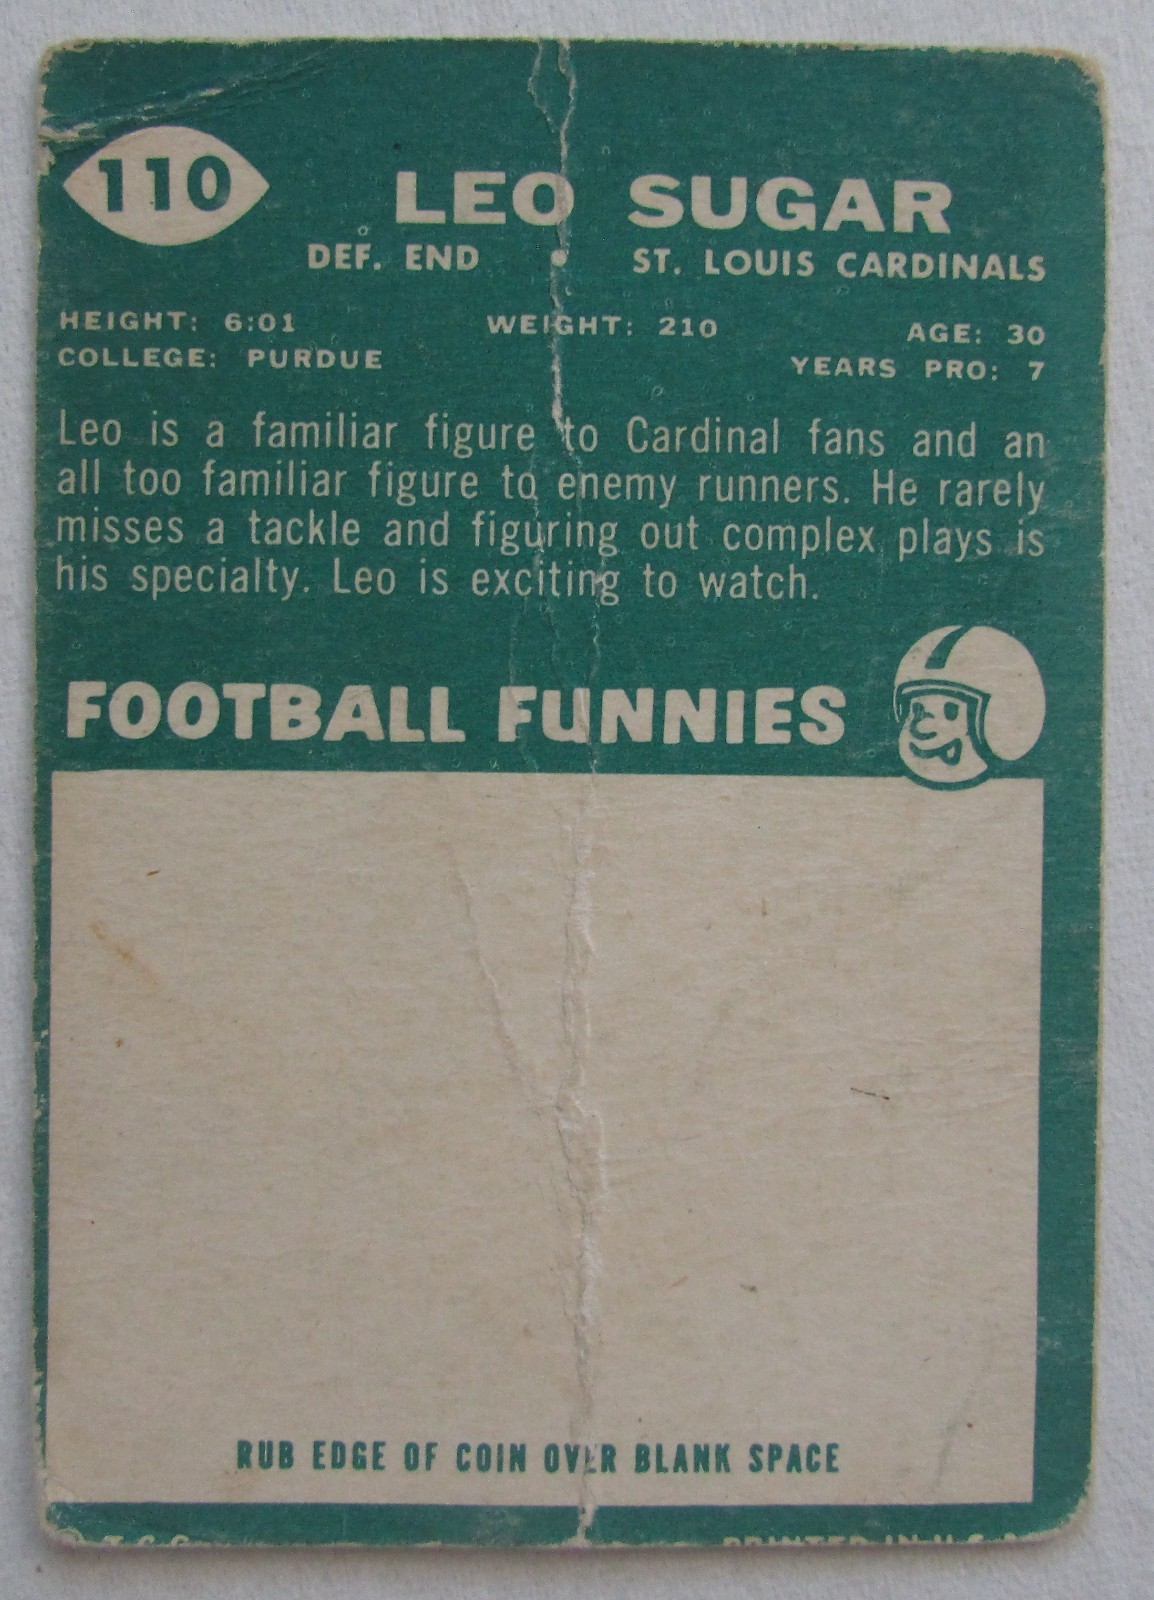 110
LEO SUGAR
DEF. END • ST. LOUIS CARDINALS
HEIGHT: 6:01 WEIGHT: 210 AGE: 30
COLLEGE: PURDUE YEARS PRO: 7
Leo is a familiar figure to Cardinal fans and an
all too familiar figure to enemy runners. He rarely
misses a tackle and figuring out complex plays is
his specialty. Leo is exciting to watch.
FOOTBALL FUNNIES
RUB EDGE OF COIN OVER BLANK SPACE
© T.C.G. PRINTED IN U.S.A.